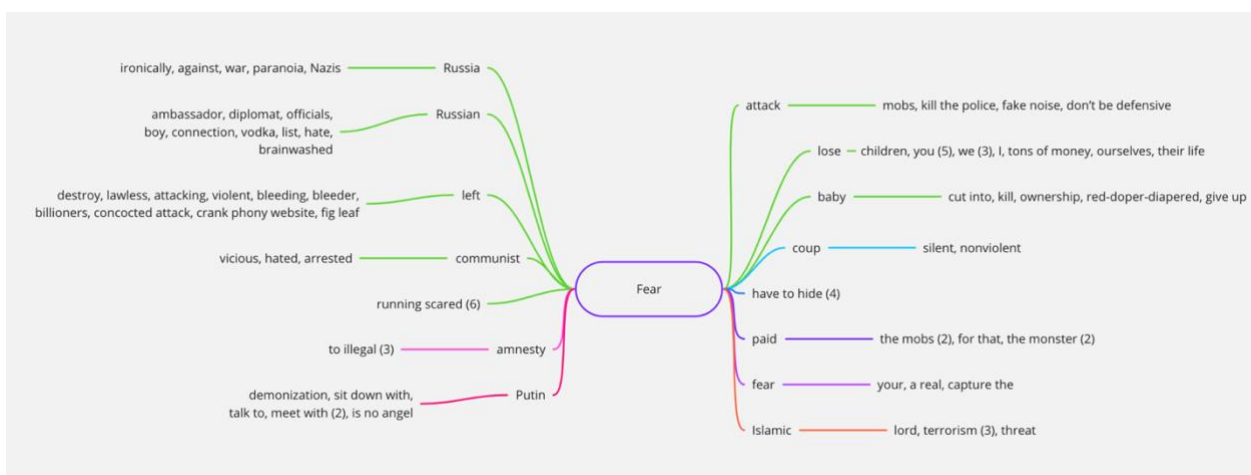 ironically, against, war, paranoia, Nazis
Russia
ambassador, diplomat, officials,
boy, connection, vodka, list, hate,
brainwashed
Russian
destroy, lawless, attacking, violent, bleeding, bleeder,
billioners, concocted attack, crank phony website, fig leaf
left
vicious, hated, arrested
communist
running scared (6)
to illegal (3)
amnesty
demonization, sit down with,
talk to, meet with (2), is no angel
Putin
Fear
attack
mobs, kill the police, fake noise, don't be defensive
lose
children, you (5), we (3), I, tons of money, ourselves, their life
baby
cut into, kill, ownership, red-doper-diapered, give up
coup
silent, nonviolent
have to hide (4)
paid
the mobs (2), for that, the monster (2)
fear
your, a real, capture the
Islamic
lord, terrorism (3), threat